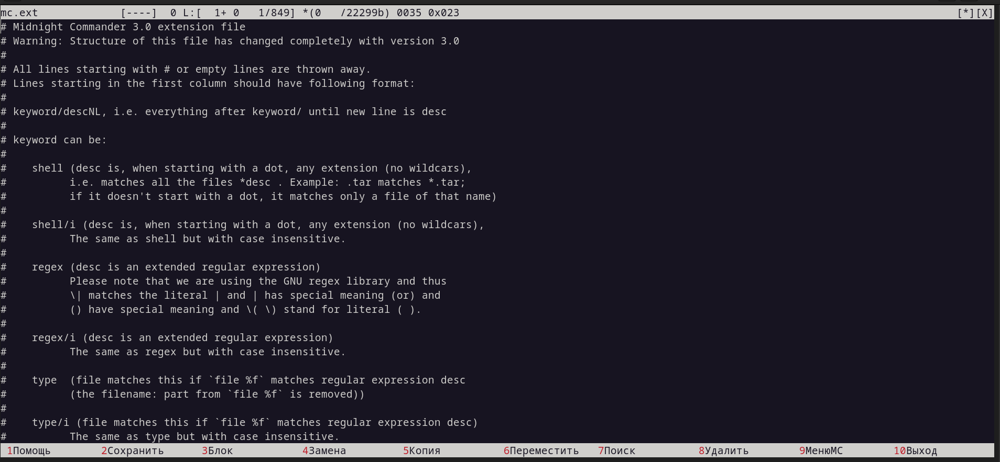 mc.ext [----] 0 L:[ 1+ 0 1/849] *(0 /22299b) 0035 0x023 [*][X]
# Midnight Commander 3.0 extension file
# Warning: Structure of this file has changed completely with version 3.0
#
# All lines starting with # or empty lines are thrown away.
# Lines starting in the first column should have following format:
#
# keyword/descNL, i.e. everything after keyword/ until new line is desc
#
# keyword can be:
#
#    shell (desc is, when starting with a dot, any extension (no wildcars),
#          i.e. matches all the files *desc . Example: .tar matches *.tar;
#          if it doesn't start with a dot, it matches only a file of that name)
#
#    shell/i (desc is, when starting with a dot, any extension (no wildcars),
#          The same as shell but with case insensitive.
#
#    regex (desc is an extended regular expression)
#          Please note that we are using the GNU regex library and thus
#          \| matches the literal | and | has special meaning (or) and
#          () have special meaning and \( \) stand for literal ( ).
#
#    regex/i (desc is an extended regular expression)
#          The same as regex but with case insensitive.
#
#    type  (file matches this if `file %f` matches regular expression desc
#          (the filename: part from `file %f` is removed))
#
#    type/i (file matches this if `file %f` matches regular expression desc)
#          The same as type but with case insensitive.
1Помощь 2Сохранить 3Блок 4Замена 5Копия 6Переместить 7Поиск 8Удалить 9МенюMC 10Выход